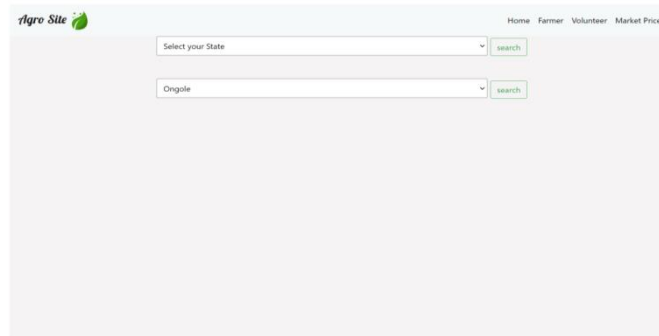 Agro Site
Home Farmer Volunteer Market Price
Select your State
search
Ongole
search